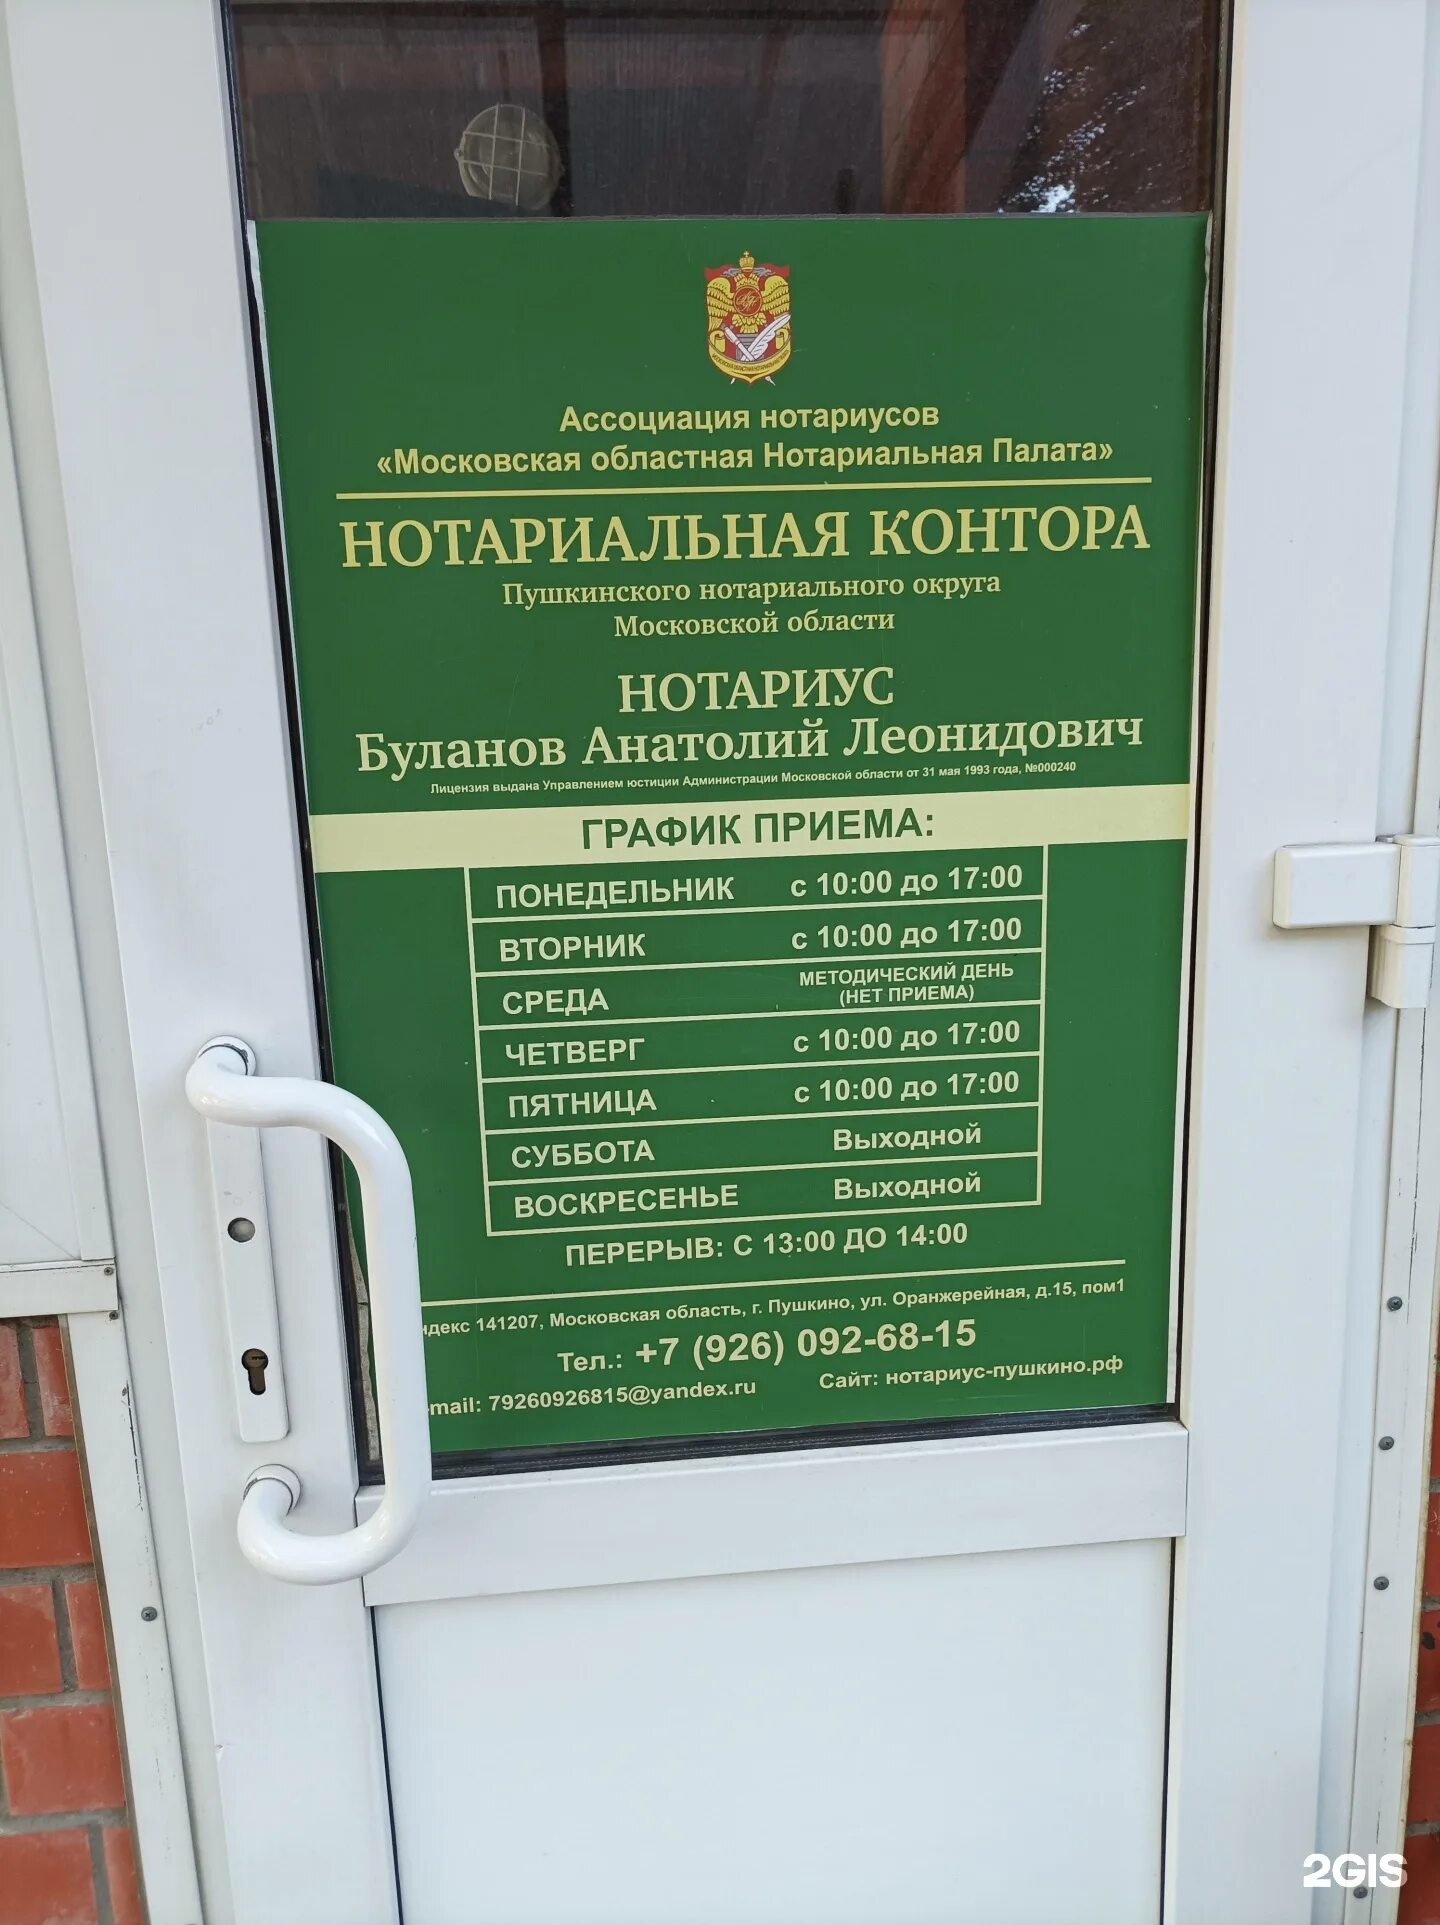 Ассоциация нотариусов
«Московская областная Нотариальная Палата»
НОТАРИАЛЬНАЯ КОНТОРА
Пушкинского нотариального округа
Московской области
НОТАРИУС
Буланов Анатолий Леонидович
Лицензия выдана Управлением юстиции Администрации Московской области от 31 мая 1993 года, №000240
ГРАФИК ПРИЕМА:
ПОНЕДЕЛЬНИК с 10:00 до 17:00
ВТОРНИК с 10:00 до 17:00
СРЕДА МЕТОДИЧЕСКИЙ ДЕНЬ
(НЕТ ПРИЕМА)
ЧЕТВЕРГ с 10:00 до 17:00
ПЯТНИЦА с 10:00 до 17:00
СУББОТА Выходной
ВОСКРЕСЕНЬЕ Выходной
ПЕРЕРЫВ: С 13:00 ДО 14:00
ндекс 141207, Московская область, г. Пушкино, ул. Оранжерейная, д.15, пом1
Тел.: +7 (926) 092-68-15
-mail: 79260926815@yandex.ru Сайт: нотариус-пушкино.рф
2GIS